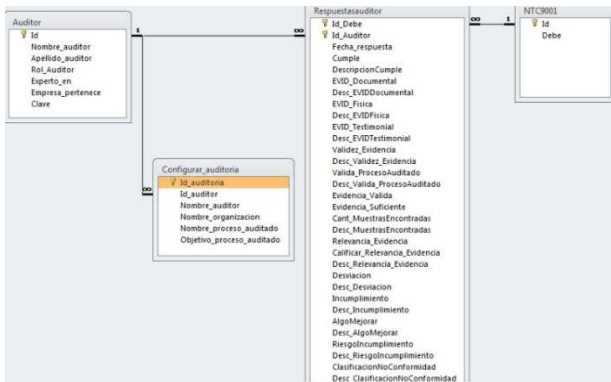 Auditor
Id
Nombre_auditor
Apellido_auditor
Rol_Auditor
Experto_en
Empresa_pertenece
Clave
1
∞
1
∞
∞
Configurar_auditoria
Id_auditoria
Id_auditor
Nombre_auditor
Nombre_organizacion
Nombre_proceso_auditado
Objetivo_proceso_auditado
Respuestasauditor
Id_Debe
Id_Auditor
Fecha_respuesta
Cumple
DescripcionCumple
EVID_Documental
Desc_EVIDDocumental
EVID_Fisica
Desc_EVIDFisica
EVID_Testimonial
Desc_EVIDTestimonial
Validez_Evidencia
Desc_Validez_Evidencia
Valida_ProcesoAuditado
Desc_Valida_ProcesoAuditado
Evidencia_Valida
Evidencia_Suficiente
Cant_MuestrasEncontradas
Desc_MuestrasEncontradas
Relevancia_Evidencia
Calificar_Relevancia_Evidencia
Desc_Relevancia_Evidencia
Desviacion
Desc_Desviacion
Incumplimiento
Desc_Incumplimiento
AlgoMejorar
Desc_AlgoMejorar
RiesgoIncumplimiento
Desc_RiesgoIncumplimiento
ClasificacionNoConformidad
Desc_ClasificacionNoConformidad
NTC9001
Id
Debe